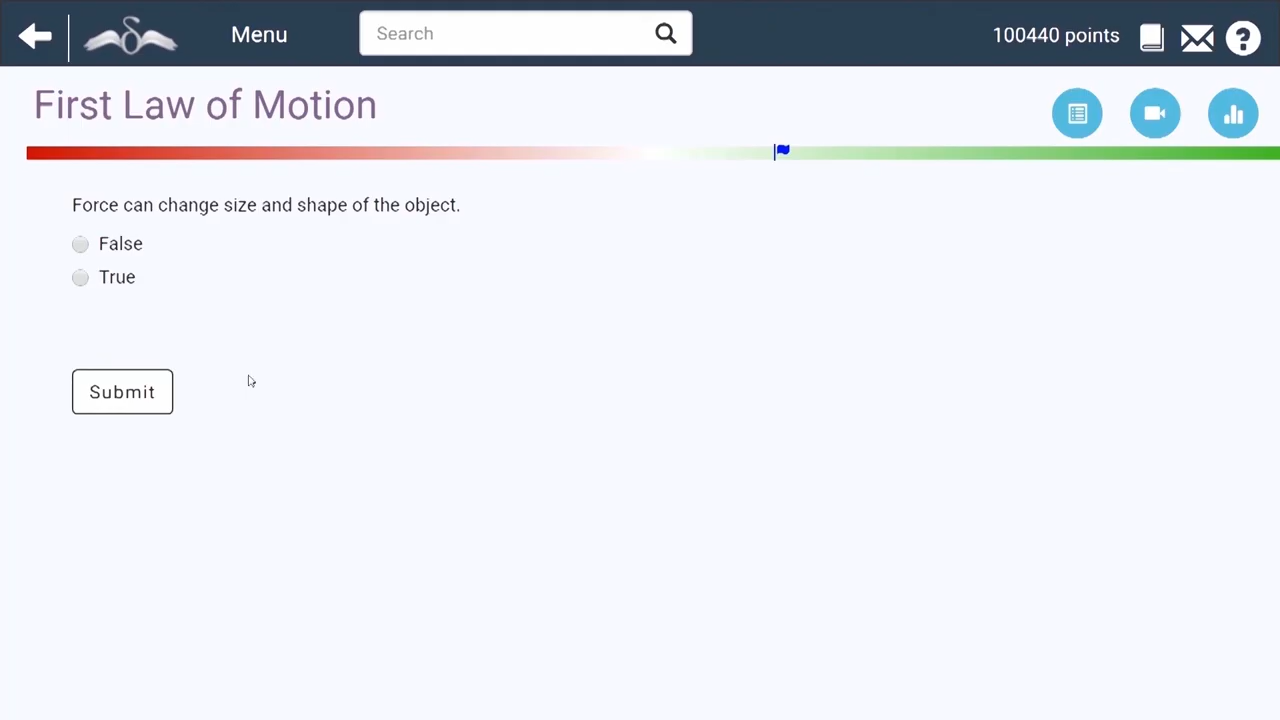 Menu
Search
100440 points
First Law of Motion
Force can change size and shape of the object.
False
True
Submit